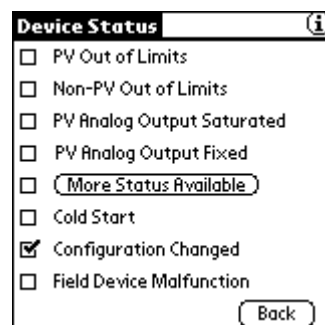 Device Status i
PV Out of Limits
Non-PV Out of Limits
PV Analog Output Saturated
PV Analog Output Fixed
More Status Available
Cold Start
Configuration Changed
Field Device Malfunction
Back